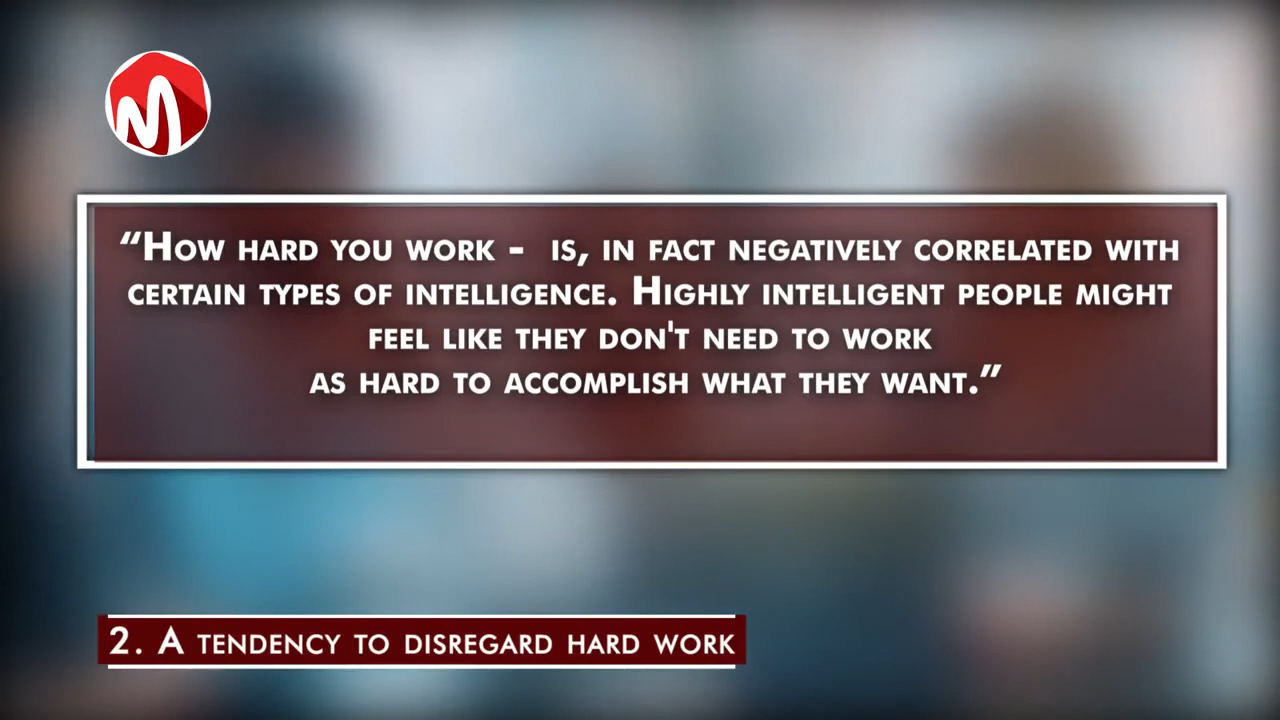 “How hard you work -  is, in fact negatively correlated with
certain types of intelligence. Highly intelligent people might
feel like they don't need to work
as hard to accomplish what they want.”
2. A tendency to disregard hard work